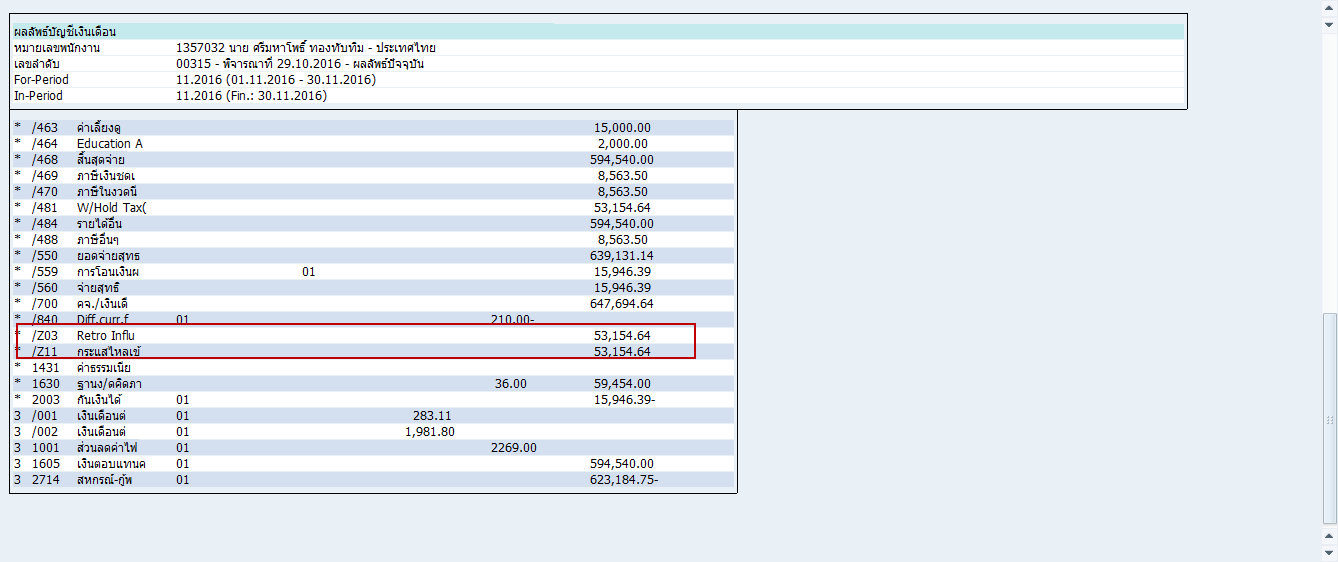 ผลลัพธ์บัญชีเงินเดือน
หมายเลขพนักงาน 1357032 นาย ศรีมหาโพธิ์ ทองทับทิม - ประเทศไทย
เลขลำดับ 00315 - พิจารณาที่ 29.10.2016 - ผลลัพธ์ปัจจุบัน
For-Period 11.2016 (01.11.2016 - 30.11.2016)
In-Period 11.2016 (Fin.: 30.11.2016)
* /463 ค่าเลี้ยงดู 15,000.00
* /464 Education A 2,000.00
* /468 สิ้นสุดจ่าย 594,540.00
* /469 ภาษีเงินชดเ 8,563.50
* /470 ภาษีในงวดนี้ 8,563.50
* /481 W/Hold Tax( 53,154.64
* /484 รายได้อื่น 594,540.00
* /488 ภาษีอื่นๆ 8,563.50
* /550 ยอดจ่ายสุทธ 639,131.14
* /559 การโอนเงินผ 01 15,946.39
* /560 จ่ายสุทธิ 15,946.39
* /700 คจ./เงินเดื 647,694.64
* /840 Diff.curr.f 01 210.00-
* /Z03 Retro Influ 53,154.64
* /Z11 กระแสไหลเข้ 53,154.64
* 1431 ค่าธรรมเนีย
* 1630 ฐานง/ดคิดภา 36.00 59,454.00
* 2003 กันเงินได้ 01 15,946.39-
3 /001 เงินเดือนต่ 01 283.11
3 /002 เงินเดือนต่ 01 1,981.80
3 1001 ส่วนลดค่าไฟ 01 2269.00
3 1605 เงินตอบแทนค 01 594,540.00
3 2714 สหกรณ์-กู้พ 01 623,184.75-